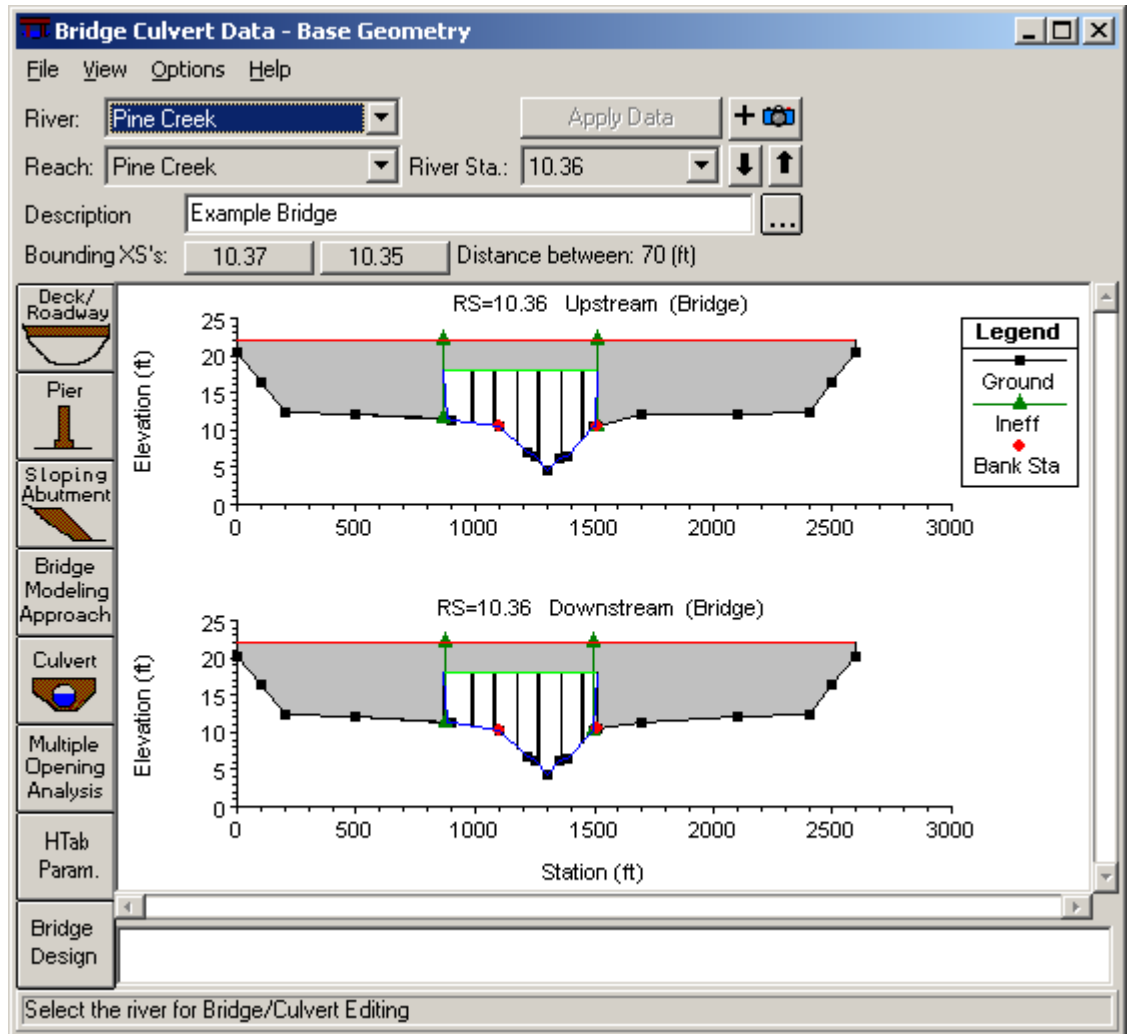 Bridge Culvert Data - Base Geometry
File View Options Help
River: Pine Creek Apply Data +
Reach: Pine Creek River Sta.: 10.36
Description Example Bridge ...
Bounding XS's: 10.37 10.35 Distance between: 70 (ft)
Deck/
Roadway
Pier
Sloping
Abutment
Bridge
Modeling
Approach
Culvert
Multiple
Opening
Analysis
HTab
Param.
Bridge
Design
RS=10.36 Upstream (Bridge)
Elevation (ft)
25
20
15
10
5
0
0 500 1000 1500 2000 2500 3000
Legend
Ground
Ineff
Bank Sta
RS=10.36 Downstream (Bridge)
Elevation (ft)
25
20
15
10
5
0
0 500 1000 1500 2000 2500 3000
Station (ft)
Select the river for Bridge/Culvert Editing